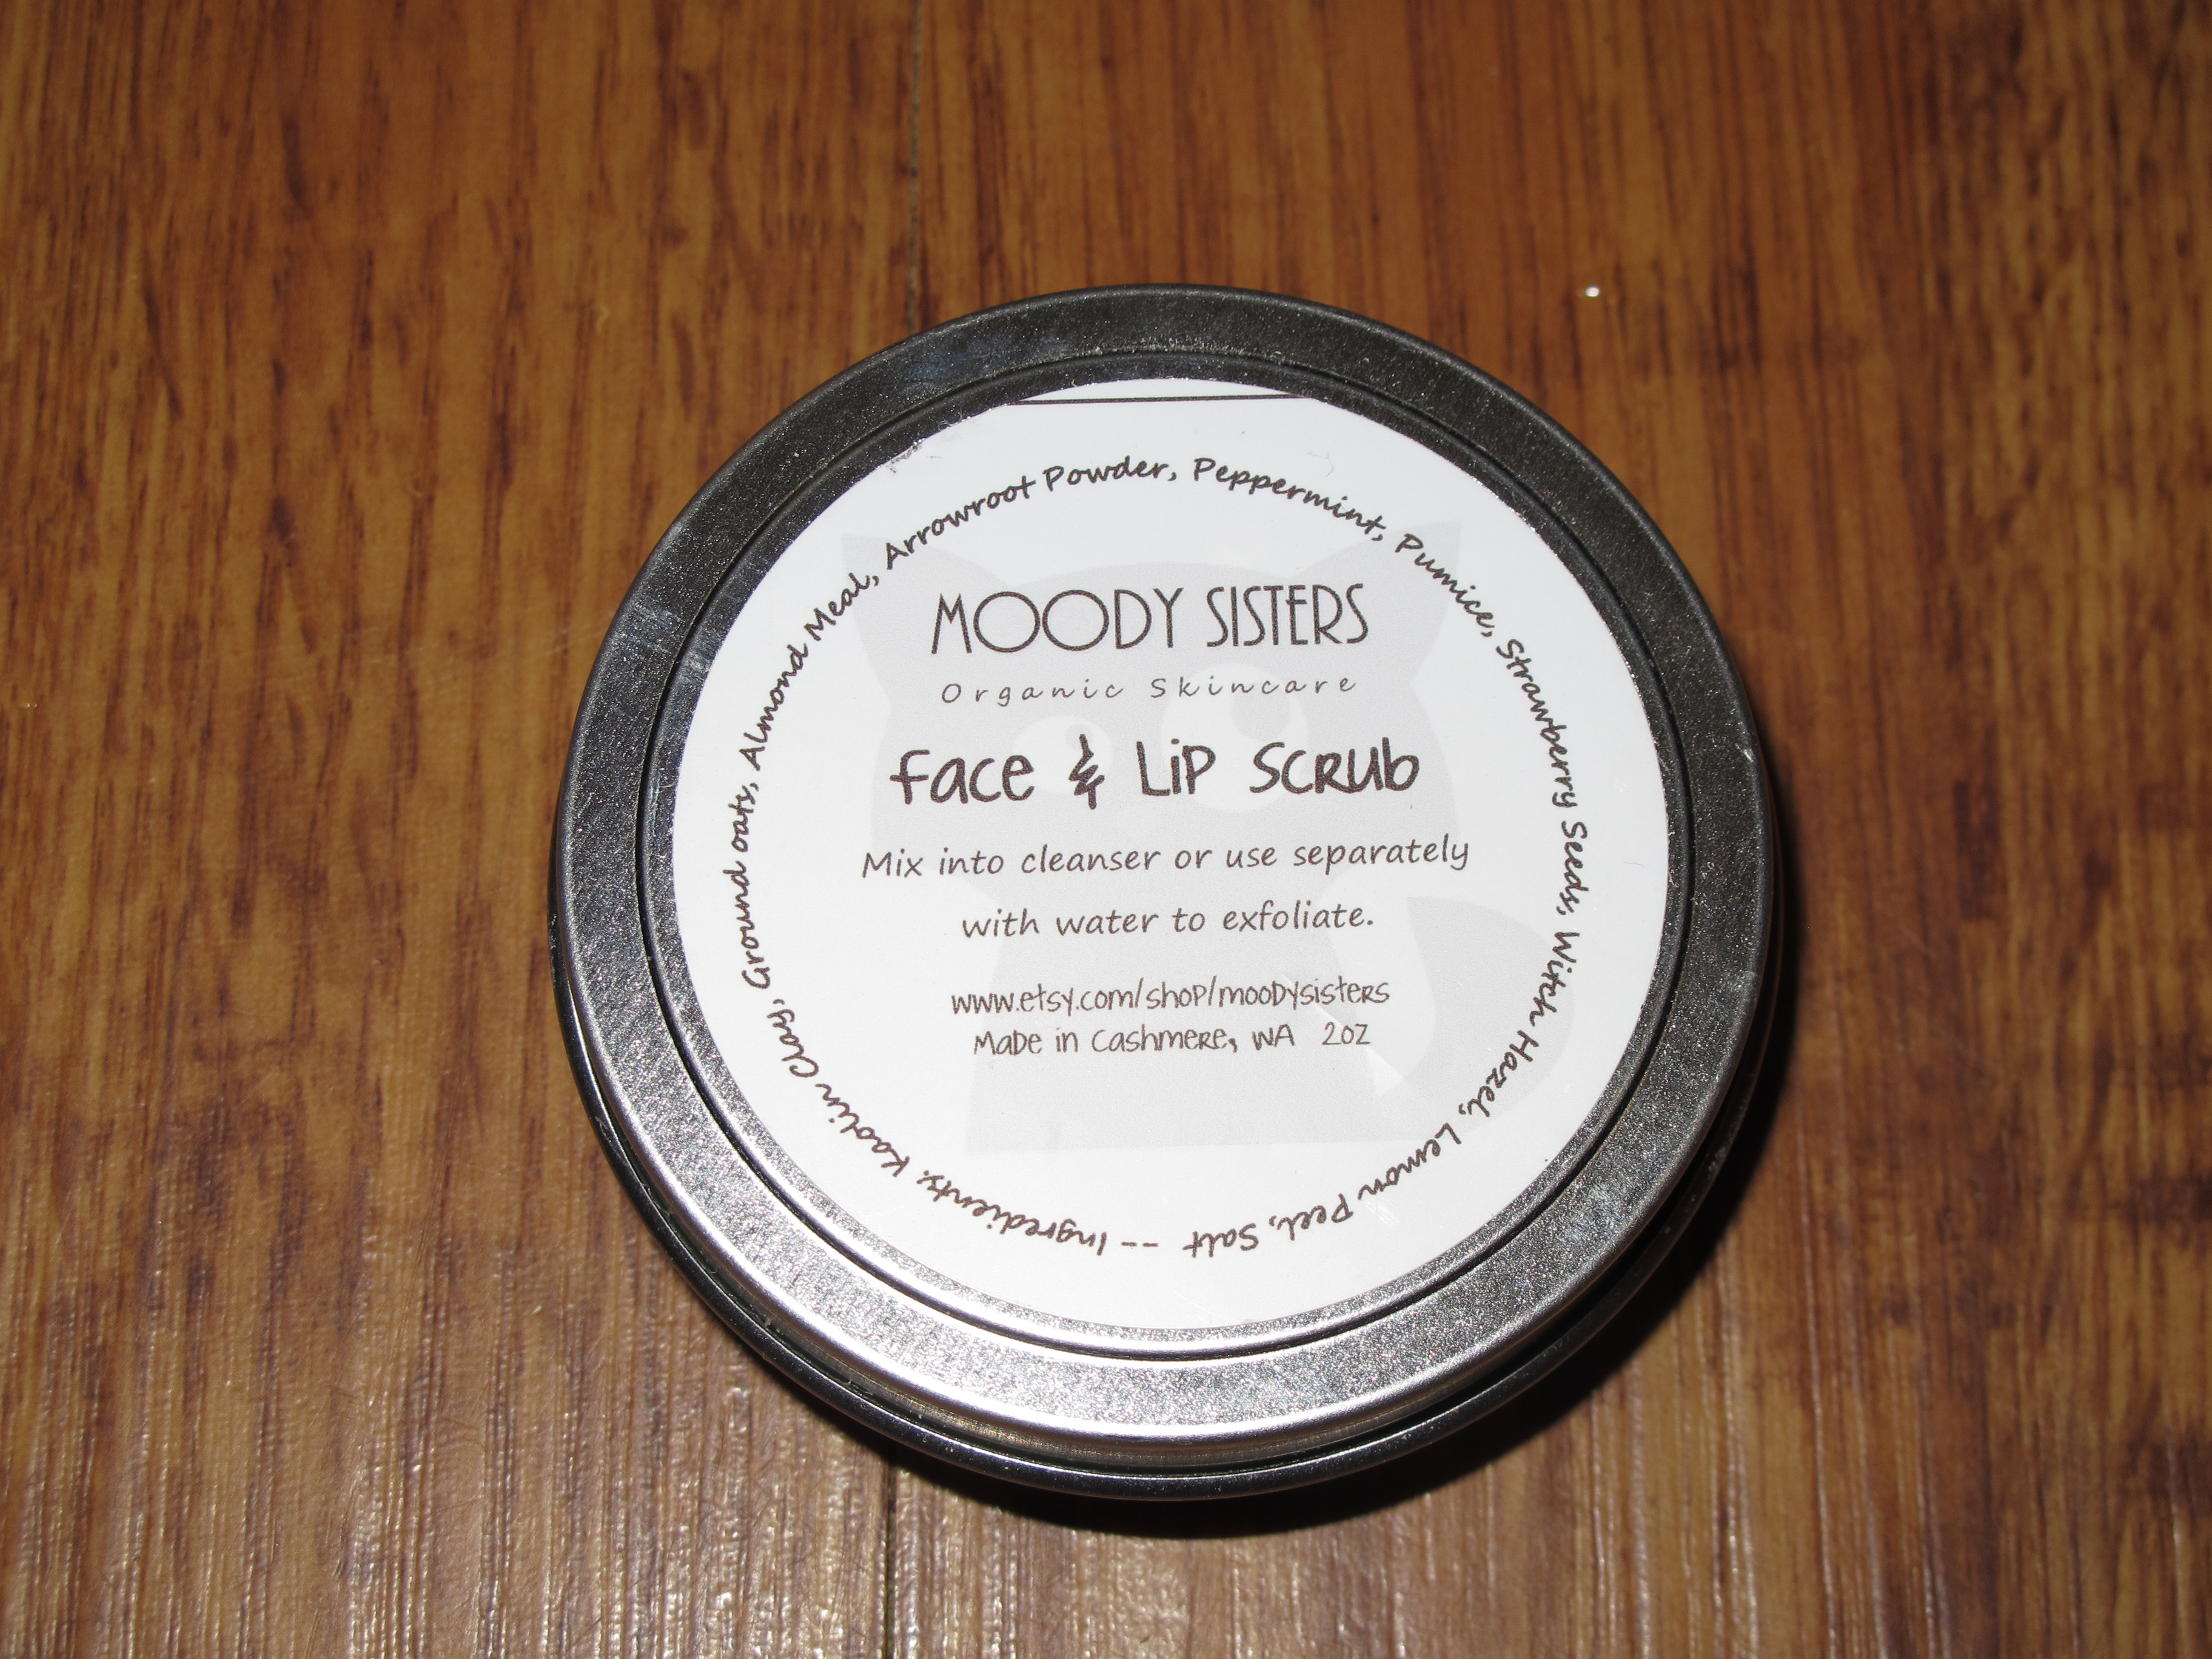 MOODY SISTERS
Organic Skincare
Face & Lip Scrub
Mix into cleanser or use separately
with water to exfoliate.
www.etsy.com/shop/moodysisters
Made in Cashmere, WA 2oz
-- Ingredients: Kaolin Clay, Ground oats, Almond Meal, Arrowroot Powder, Peppermint, Pumice, Strawberry Seeds, Witch Hazel, Lemon Peel, Salt